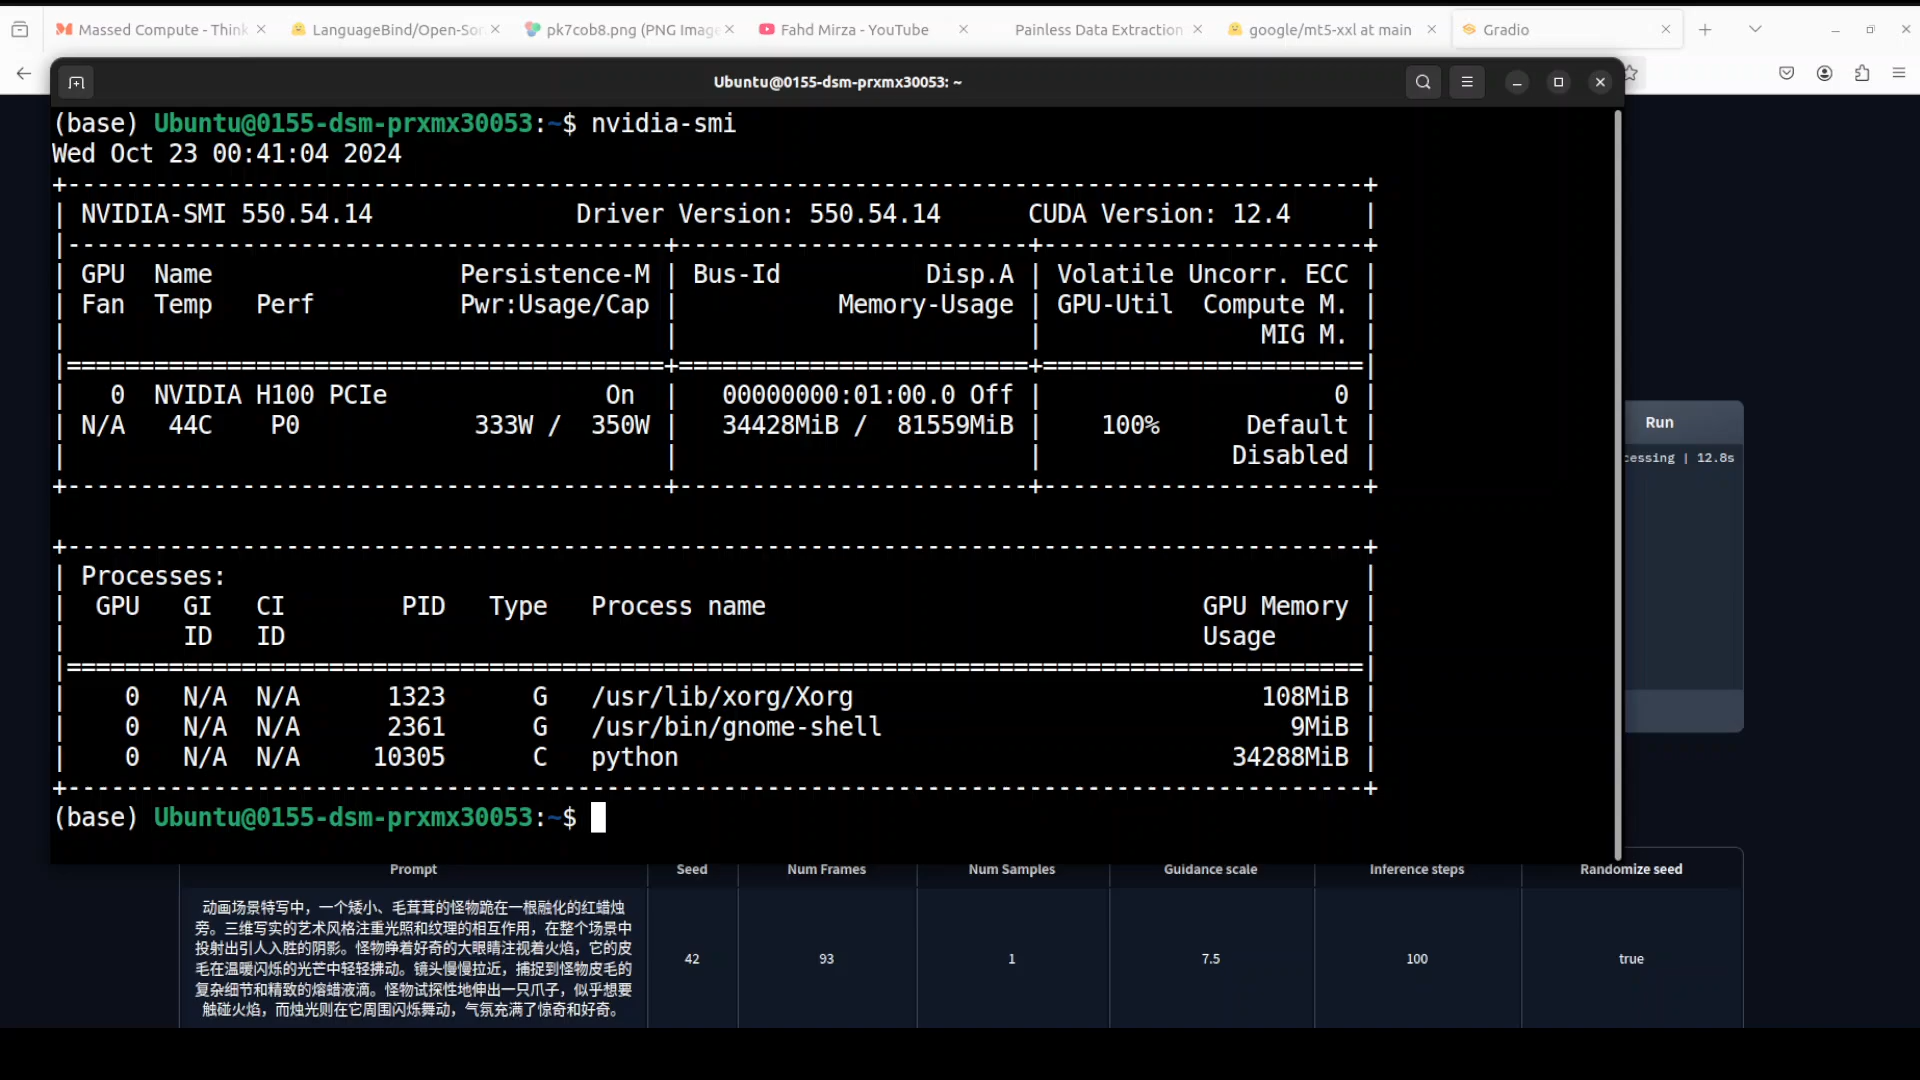 Massed Compute - Think
LanguageBind/Open-Sor
pk7cob8.png (PNG Image
Fahd Mirza - YouTube
Painless Data Extraction
google/mt5-xxl at main
Gradio
Ubuntu@0155-dsm-prxmx30053: ~
(base) Ubuntu@0155-dsm-prxmx30053:~$ nvidia-smi
Wed Oct 23 00:41:04 2024
+-----------------------------------------------------------------------------------------+
| NVIDIA-SMI 550.54.14              Driver Version: 550.54.14      CUDA Version: 12.4     |
|-----------------------------------------+------------------------+----------------------+
| GPU  Name                 Persistence-M | Bus-Id          Disp.A | Volatile Uncorr. ECC |
| Fan  Temp   Perf          Pwr:Usage/Cap |           Memory-Usage | GPU-Util  Compute M. |
|                                         |                        |               MIG M. |
|=========================================+========================+======================|
|   0  NVIDIA H100 PCIe               On  |   00000000:01:00.0 Off |                    0 |
| N/A   44C    P0            333W /  350W |   34428MiB /  81559MiB |    100%      Default |
|                                         |                        |             Disabled |
+-----------------------------------------+------------------------+----------------------+
+-----------------------------------------------------------------------------------------+
| Processes:                                                                              |
|  GPU   GI   CI        PID   Type   Process name                              GPU Memory |
|        ID   ID                                                               Usage      |
|=========================================================================================|
|    0   N/A  N/A      1323      G   /usr/lib/xorg/Xorg                            108MiB |
|    0   N/A  N/A      2361      G   /usr/bin/gnome-shell                            9MiB |
|    0   N/A  N/A     10305      C   python                                      34288MiB |
+-----------------------------------------------------------------------------------------+
(base) Ubuntu@0155-dsm-prxmx30053:~$
Run
cessing | 12.8s
Prompt Seed Num Frames Num Samples Guidance scale Inference steps Randomize seed
动画场景特写中，一个矮小、毛茸茸的怪物跪在一根融化的红蜡烛
旁。三维写实的艺术风格注重光照和纹理的相互作用，在整个场景中
投射出引人入胜的阴影。怪物睁着好奇的大眼睛注视着火焰，它的皮
毛在温暖闪烁的光芒中轻轻拂动。镜头慢慢拉近，捕捉到怪物皮毛的
复杂细节和精致的熔蜡液滴。怪物试探性地伸出一只爪子，似乎想要
触碰火焰，而烛光则在它周围闪烁舞动，气氛充满了惊奇和好奇。
42 93 1 7.5 100 true